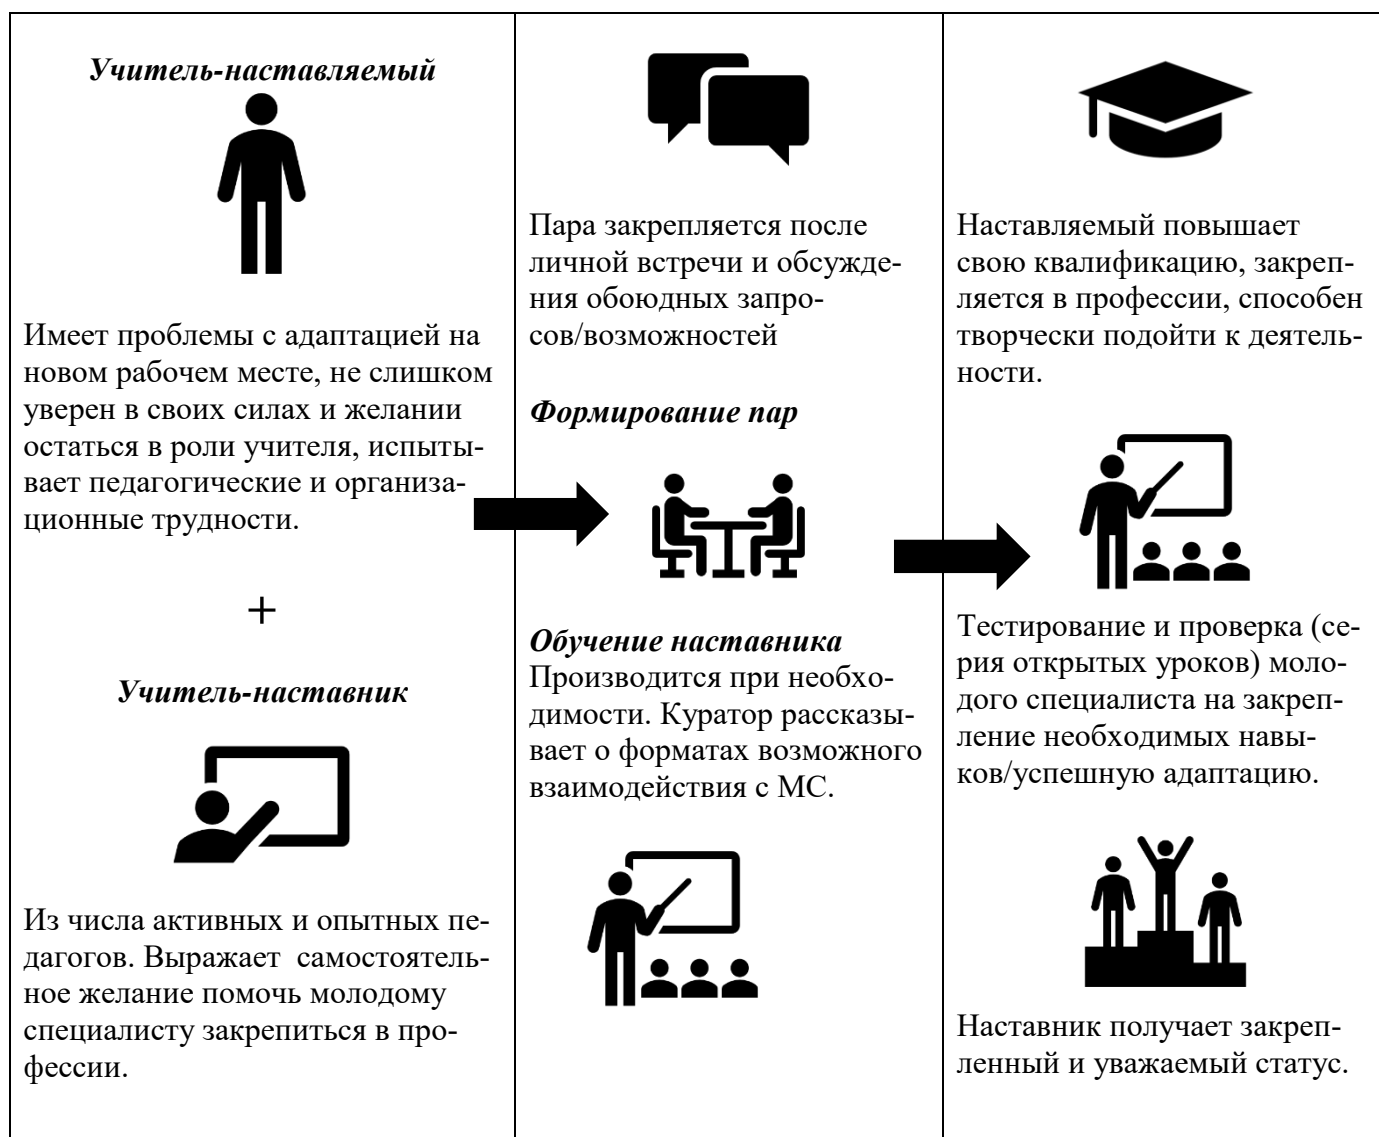 Учитель-наставляемый
Имеет проблемы с адаптацией на
новом рабочем месте, не слишком
уверен в своих силах и желании
остаться в роли учителя, испыты-
вает педагогические и организа-
ционные трудности.
+
Учитель-наставник
Из числа активных и опытных пе-
дагогов. Выражает  самостоятель-
ное желание помочь молодому
специалисту закрепиться в про-
фессии.
Пара закрепляется после
личной встречи и обсужде-
ния обоюдных запро-
сов/возможностей
Формирование пар
Обучение наставника
Производится при необхо-
димости. Куратор рассказы-
вает о форматах возможного
взаимодействия с МС.
Наставляемый повышает
свою квалификацию, закреп-
ляется в профессии, способен
творчески подойти к деятель-
ности.
Тестирование и проверка (се-
рия открытых уроков) моло-
дого специалиста на закреп-
ление необходимых навы-
ков/успешную адаптацию.
Наставник получает закреп-
ленный и уважаемый статус.